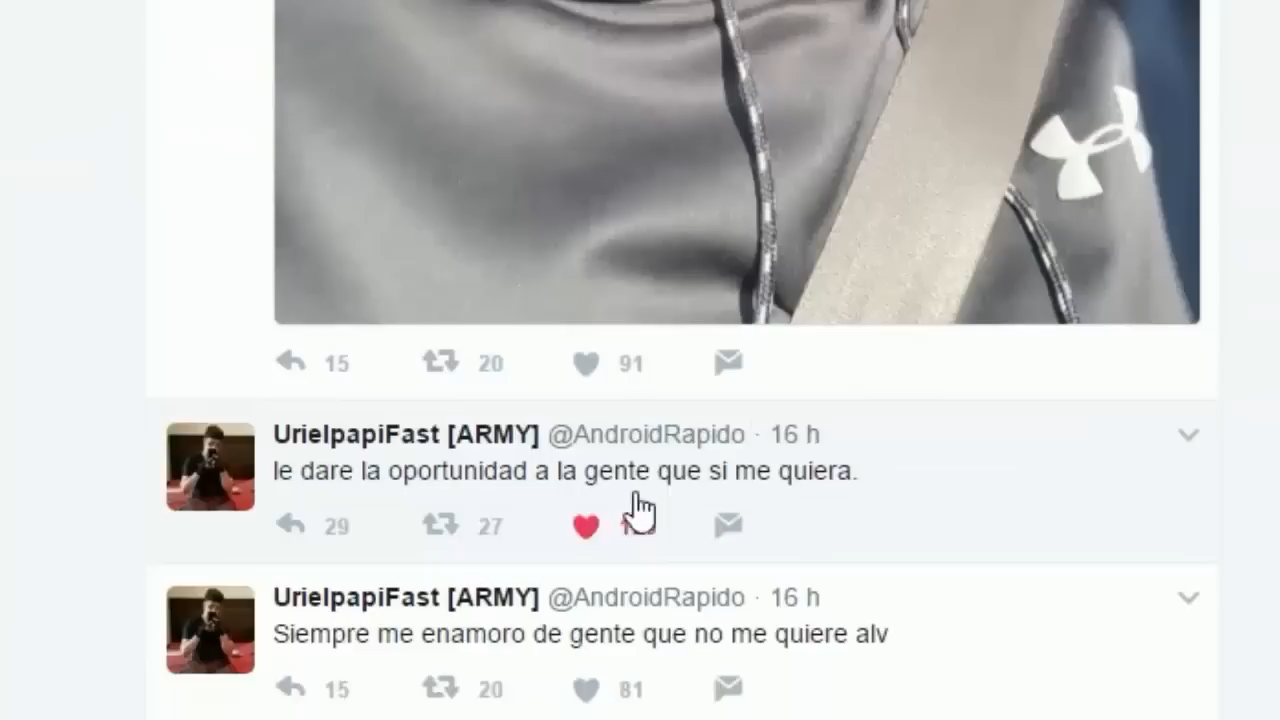 15 20 91
UrielpapiFast [ARMY] @AndroidRapido · 16 h
le dare la oportunidad a la gente que si me quiera.
29 27
UrielpapiFast [ARMY] @AndroidRapido · 16 h
Siempre me enamoro de gente que no me quiere alv
15 20 81